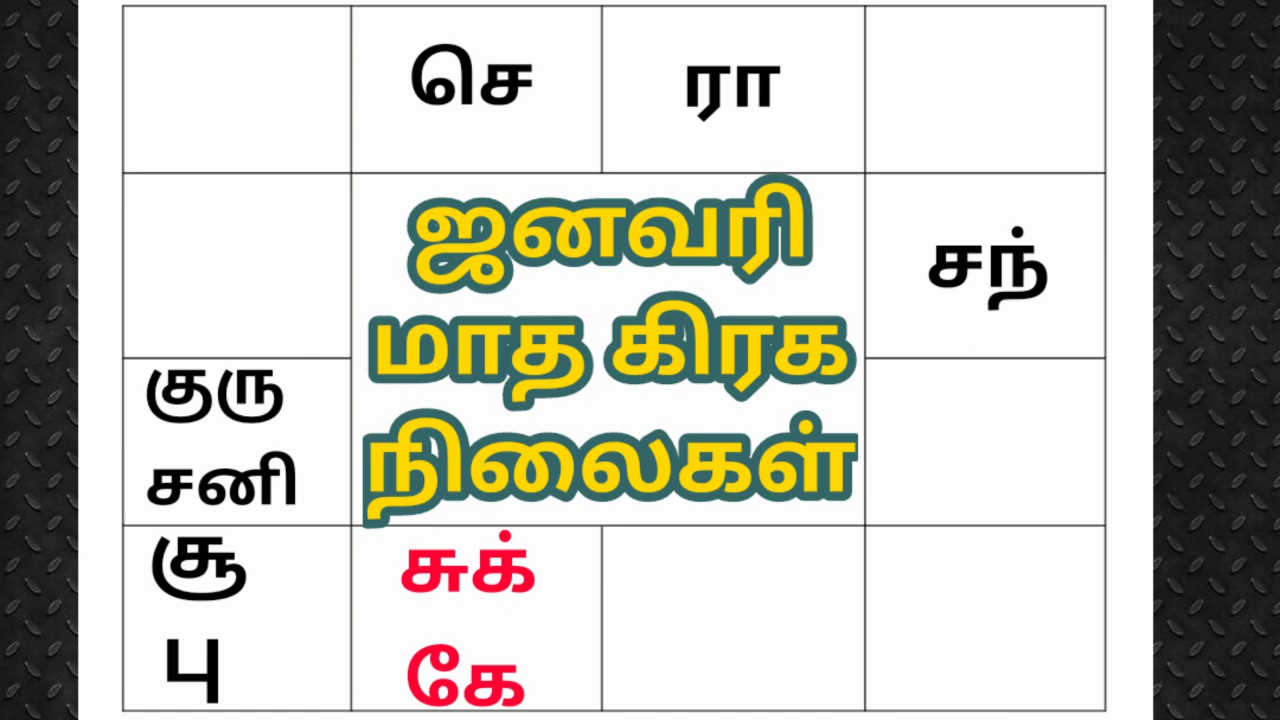 செ
ரா
ஜனவரி
மாத கிரக
நிலைகள்
சந்
குரு
சனி
சூ
பு
சுக்
கே